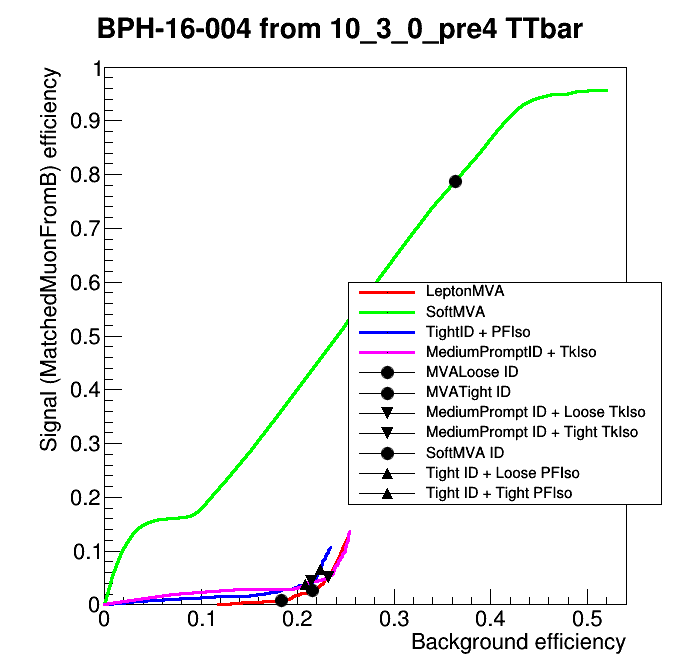 BPH-16-004 from 10_3_0_pre4 TTbar
Signal (MatchedMuonFromB) efficiency
1
0.9
0.8
0.7
0.6
0.5
0.4
0.3
0.2
0.1
0
LeptonMVA
SoftMVA
TightID + PFIso
MediumPromptID + TkIso
MVALoose ID
MVATight ID
MediumPrompt ID + Loose TkIso
MediumPrompt ID + Tight TkIso
SoftMVA ID
Tight ID + Loose PFIso
Tight ID + Tight PFIso
0 0.1 0.2 0.3 0.4 0.5
Background efficiency